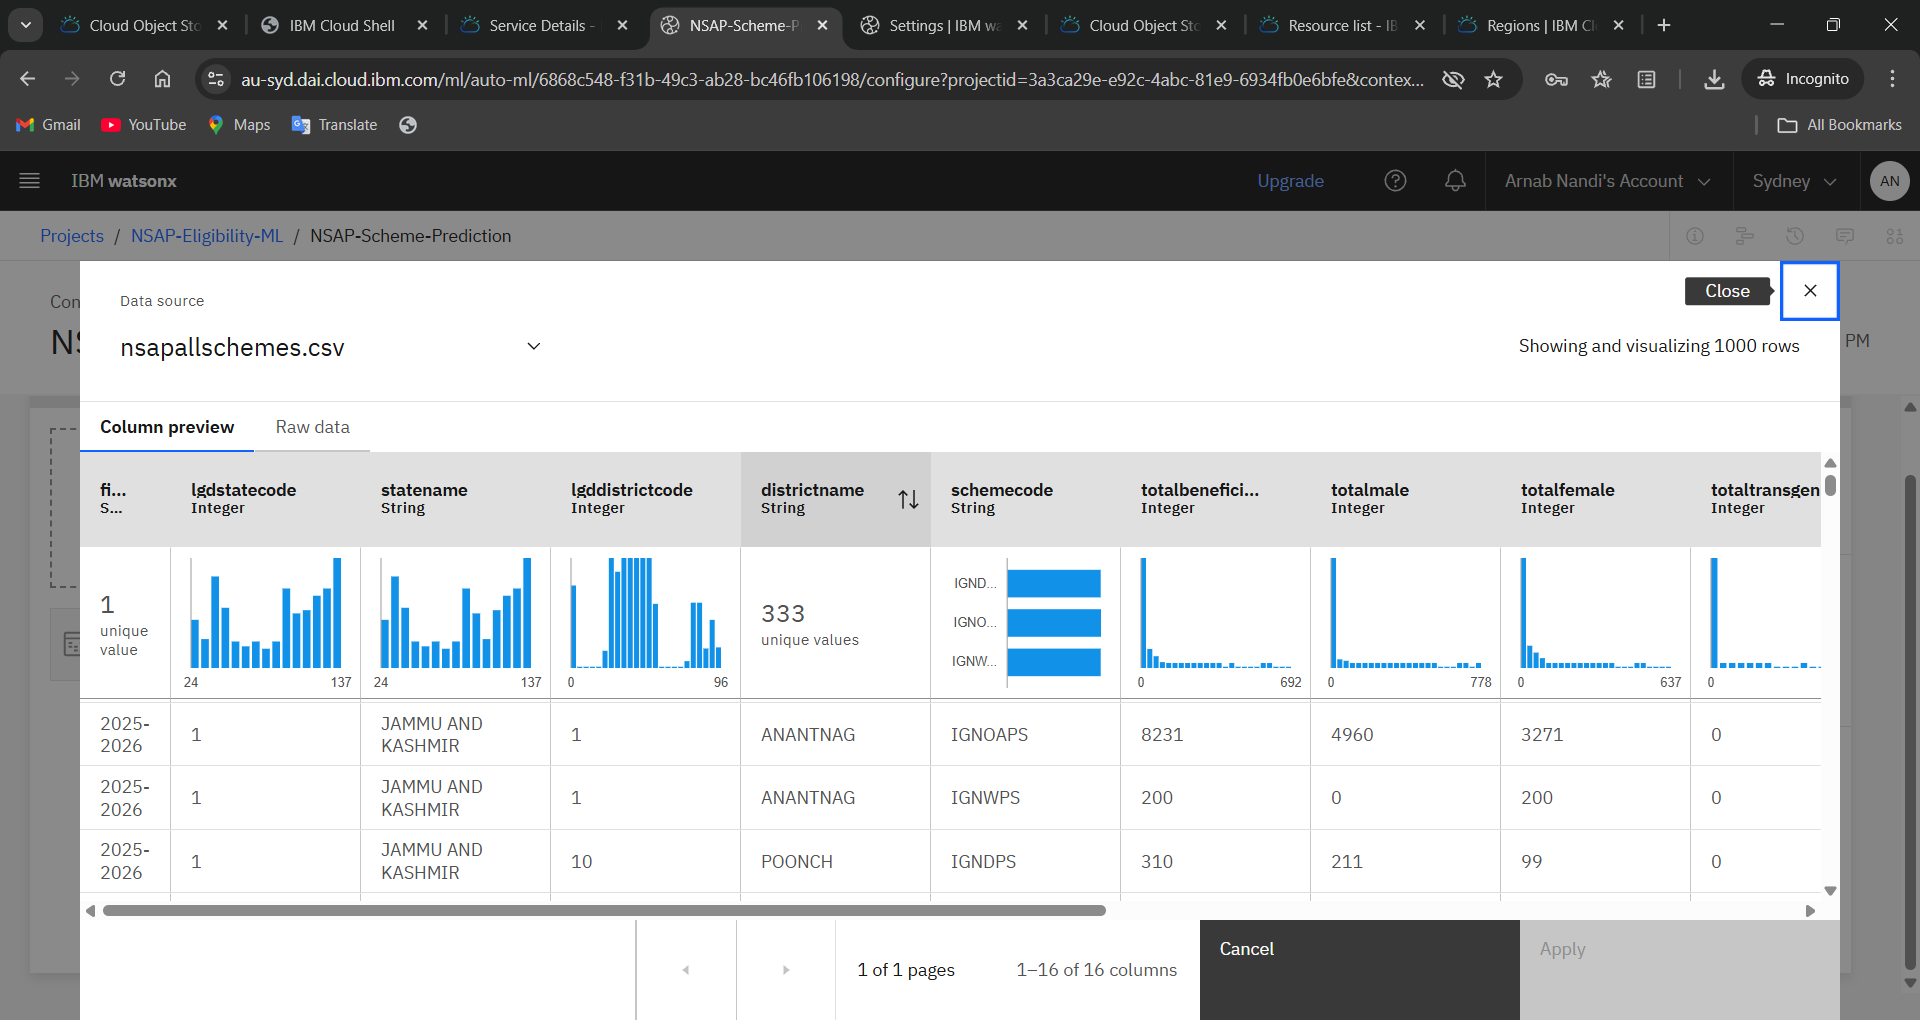 Cloud Object Sto
IBM Cloud Shell
Service Details -
NSAP-Scheme-P
Settings | IBM wa
Cloud Object Sto
Resource list - IB
Regions | IBM Cl
au-syd.dai.cloud.ibm.com/ml/auto-ml/6868c548-f31b-49c3-ab28-bc46fb106198/configure?projectid=3a3ca29e-e92c-4abc-81e9-6934fb0e6bfe&contex...
Incognito
Gmail
YouTube
Maps
Translate
All Bookmarks
IBM watsonx
Upgrade
Arnab Nandi's Account
Sydney
AN
Projects / NSAP-Eligibility-ML / NSAP-Scheme-Prediction
Con
NS
PM
Data source
Close
nsapallschemes.csv
Showing and visualizing 1000 rows
Column preview
Raw data
fi... lgdstatecode statename lgddistrictcode districtname schemecode totalbenefici... totalmale totalfemale totaltransgen
S... Integer String Integer String String Integer Integer Integer Integer
1
unique
value
24 137
24 137
0 96
333
unique values
IGND...
IGNO...
IGNW...
0 692
0 778
0 637
0
2025-2026 1 JAMMU AND KASHMIR 1 ANANTNAG IGNOAPS 8231 4960 3271 0
2025-2026 1 JAMMU AND KASHMIR 1 ANANTNAG IGNWPS 200 0 200 0
2025-2026 1 JAMMU AND KASHMIR 10 POONCH IGNDPS 310 211 99 0
1 of 1 pages
1–16 of 16 columns
Cancel
Apply